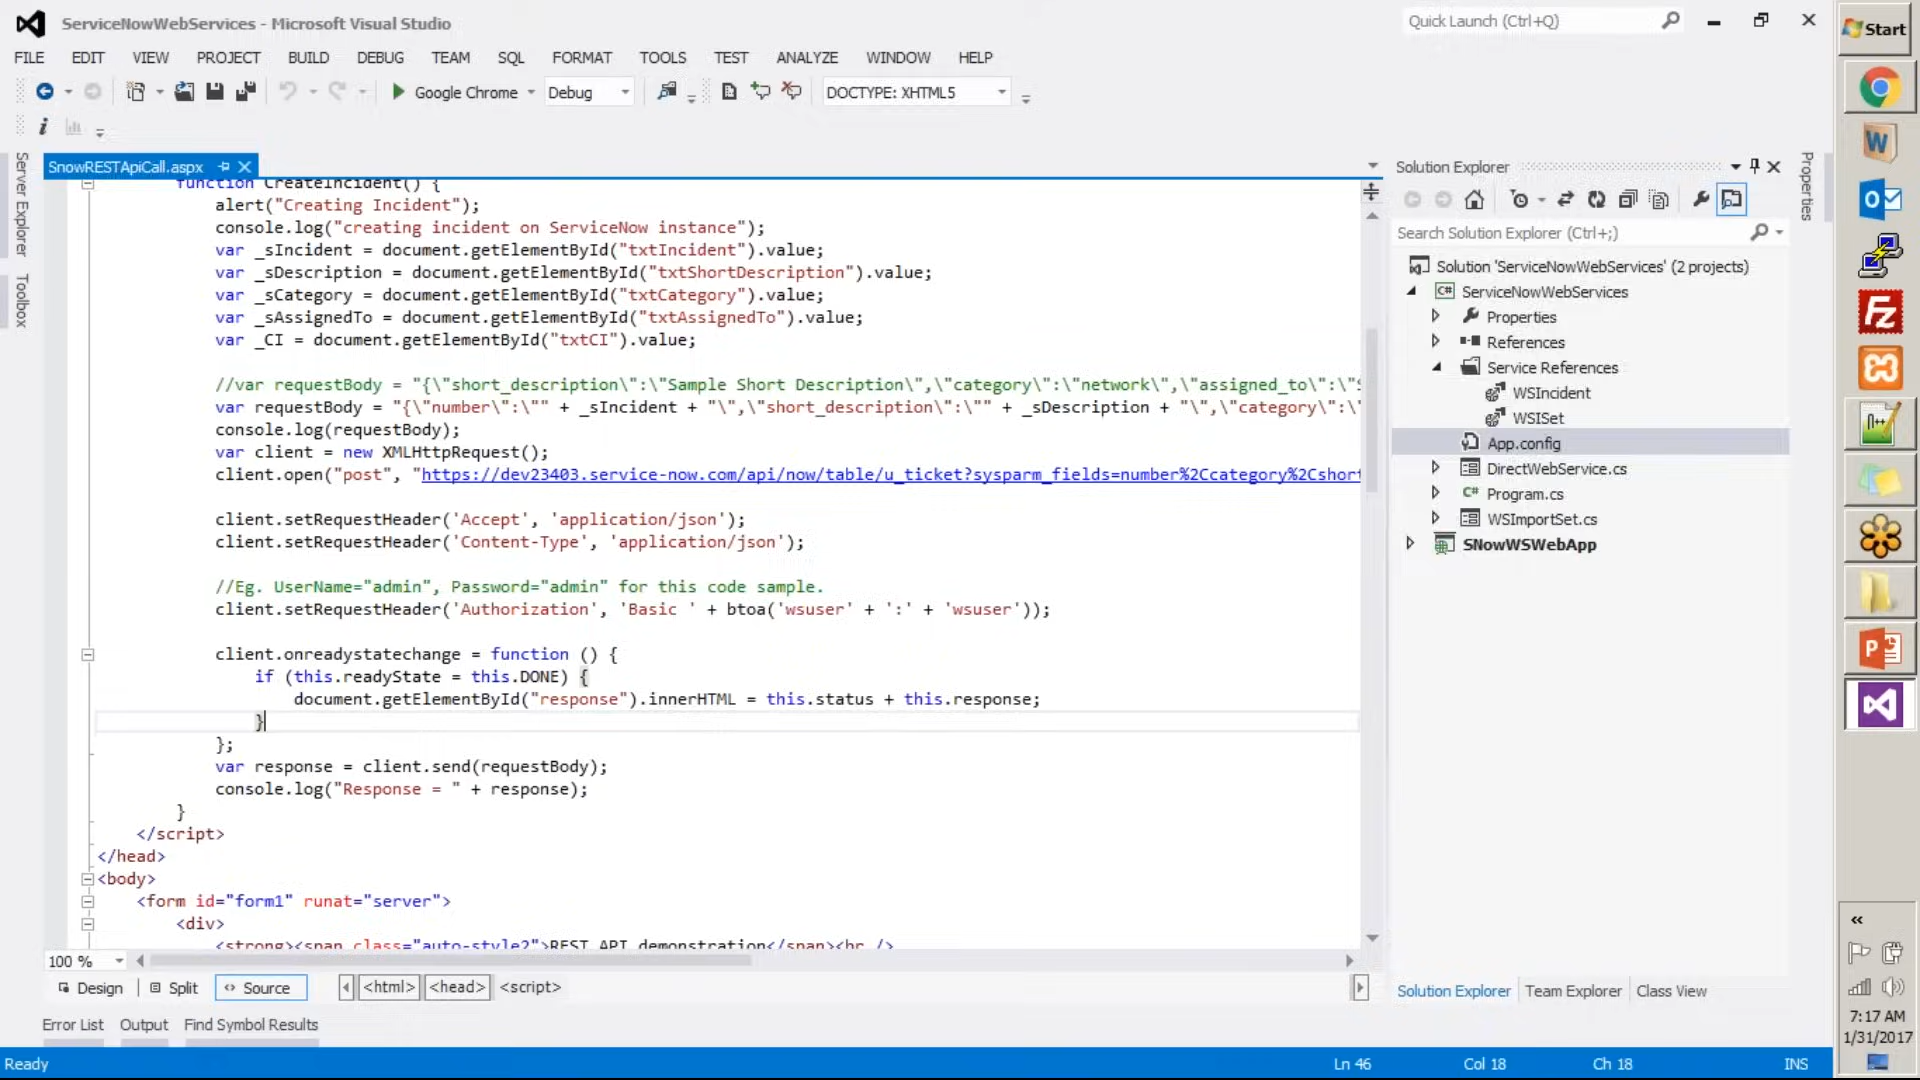 ServiceNowWebServices - Microsoft Visual Studio
Quick Launch (Ctrl+Q)
Start
FILE EDIT VIEW PROJECT BUILD DEBUG TEAM SQL FORMAT TOOLS TEST ANALYZE WINDOW HELP
Google Chrome Debug DOCTYPE: XHTML5
Server Explorer
Toolbox
SnowRESTApiCall.aspx
function CreateIncident() {
alert("Creating Incident");
console.log("creating incident on ServiceNow instance");
var _sIncident = document.getElementById("txtIncident").value;
var _sDescription = document.getElementById("txtShortDescription").value;
var _sCategory = document.getElementById("txtCategory").value;
var _sAssignedTo = document.getElementById("txtAssignedTo").value;
var _CI = document.getElementById("txtCI").value;
//var requestBody = "{\"short_description\":\"Sample Short Description\",\"category\":\"network\",\"assigned_to\":\"
var requestBody = "{\"number\":\"" + _sIncident + "\",\"short_description\":\"" + _sDescription + "\",\"category\":\"
console.log(requestBody);
var client = new XMLHttpRequest();
client.open("post", "https://dev23403.service-now.com/api/now/table/u_ticket?sysparm_fields=number%2Ccategory%2Cshort
client.setRequestHeader('Accept', 'application/json');
client.setRequestHeader('Content-Type', 'application/json');
//Eg. UserName="admin", Password="admin" for this code sample.
client.setRequestHeader('Authorization', 'Basic ' + btoa('wsuser' + ':' + 'wsuser'));
client.onreadystatechange = function () {
if (this.readyState = this.DONE) {
document.getElementById("response").innerHTML = this.status + this.response;
}
};
var response = client.send(requestBody);
console.log("Response = " + response);
}
</script>
</head>
<body>
<form id="form1" runat="server">
<div>
<strong><span class="auto-style2">REST API demonstration</span><br />
100 %
Design Split Source <html> <head> <script>
Error List Output Find Symbol Results
Solution Explorer
Search Solution Explorer (Ctrl+;)
Solution 'ServiceNowWebServices' (2 projects)
ServiceNowWebServices
Properties
References
Service References
WSIncident
WSISet
App.config
DirectWebService.cs
Program.cs
WSImportSet.cs
SNowWSWebApp
Solution Explorer Team Explorer Class View
Properties
7:17 AM
1/31/2017
Ready Ln 46 Col 18 Ch 18 INS